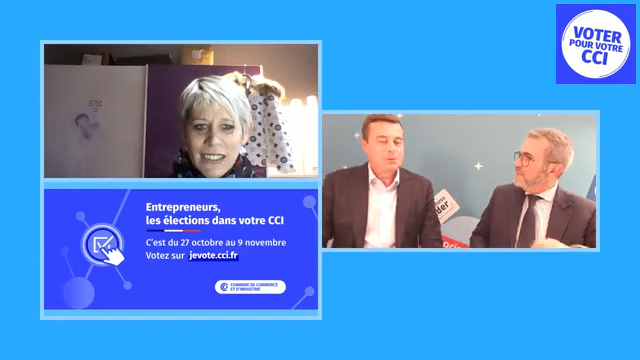 VOTER
POUR VOTRE
CCI
Entrepreneurs,
les élections dans votre CCI
C'est du 27 octobre au 9 novembre
Votez sur jevote.cci.fr
CHAMBRE DE COMMERCE
ET D'INDUSTRIE